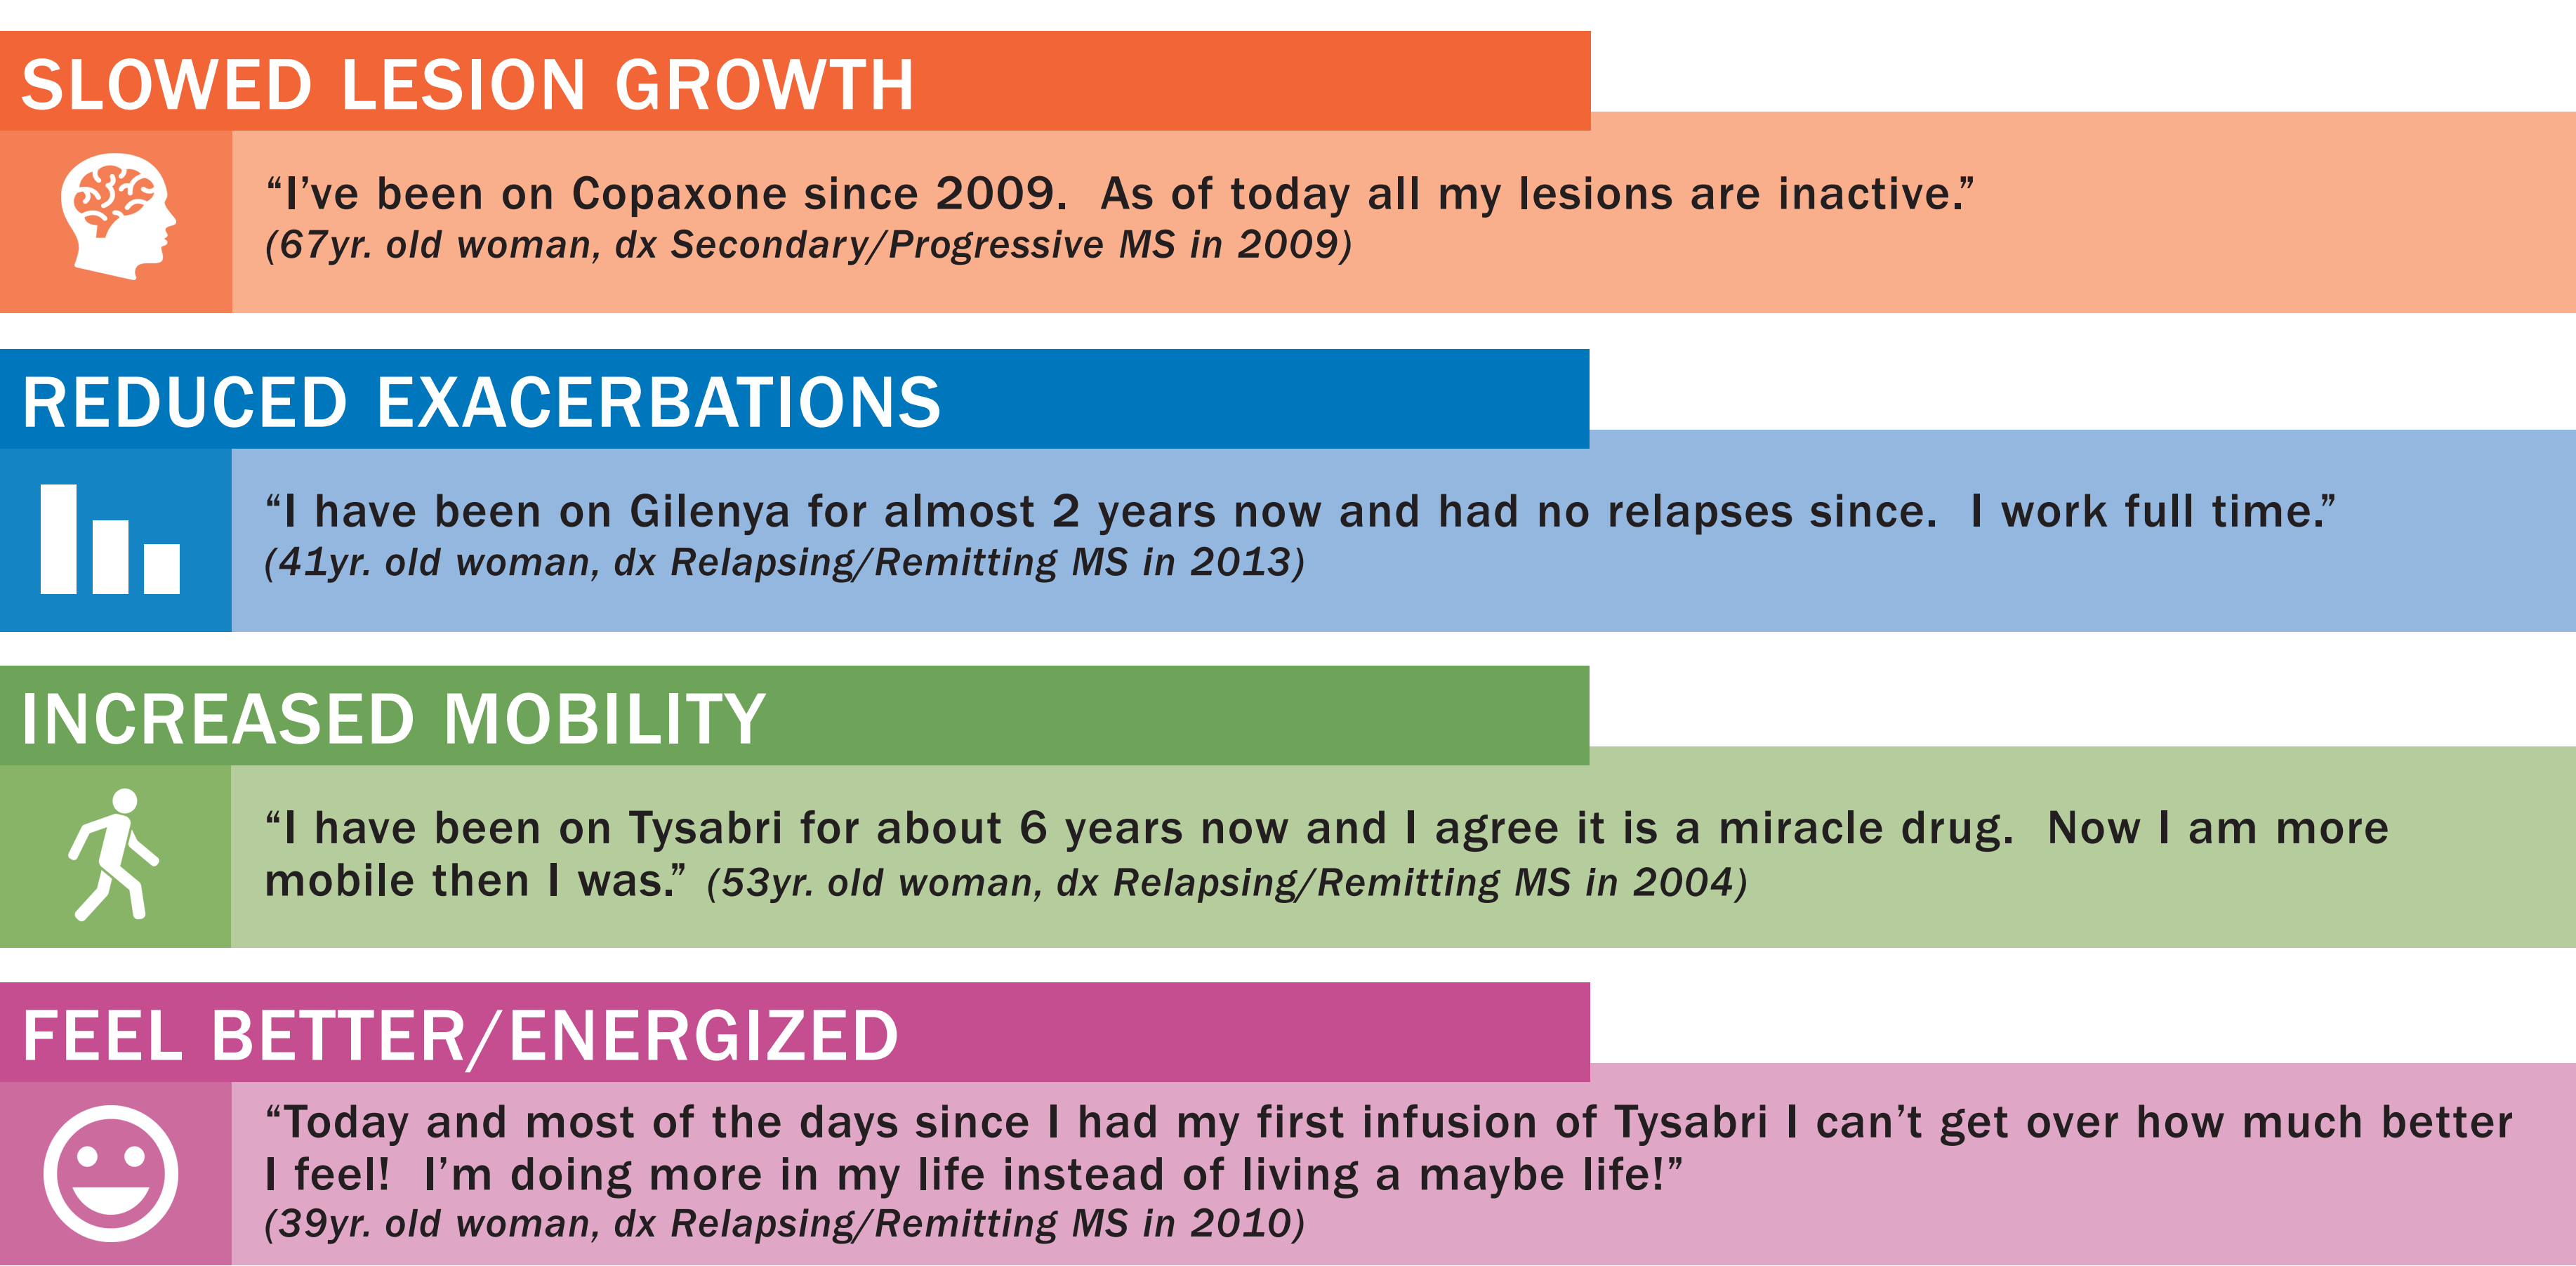 SLOWED LESION GROWTH
“I’ve been on Copaxone since 2009.  As of today all my lesions are inactive.”
(67yr. old woman, dx Secondary/Progressive MS in 2009)
REDUCED EXACERBATIONS
“I have been on Gilenya for almost 2 years now and had no relapses since.  I work full time.”
(41yr. old woman, dx Relapsing/Remitting MS in 2013)
INCREASED MOBILITY
“I have been on Tysabri for about 6 years now and I agree it is a miracle drug.  Now I am more
mobile then I was.” (53yr. old woman, dx Relapsing/Remitting MS in 2004)
FEEL BETTER/ENERGIZED
“Today and most of the days since I had my first infusion of Tysabri I can’t get over how much better
I feel!  I’m doing more in my life instead of living a maybe life!”
(39yr. old woman, dx Relapsing/Remitting MS in 2010)